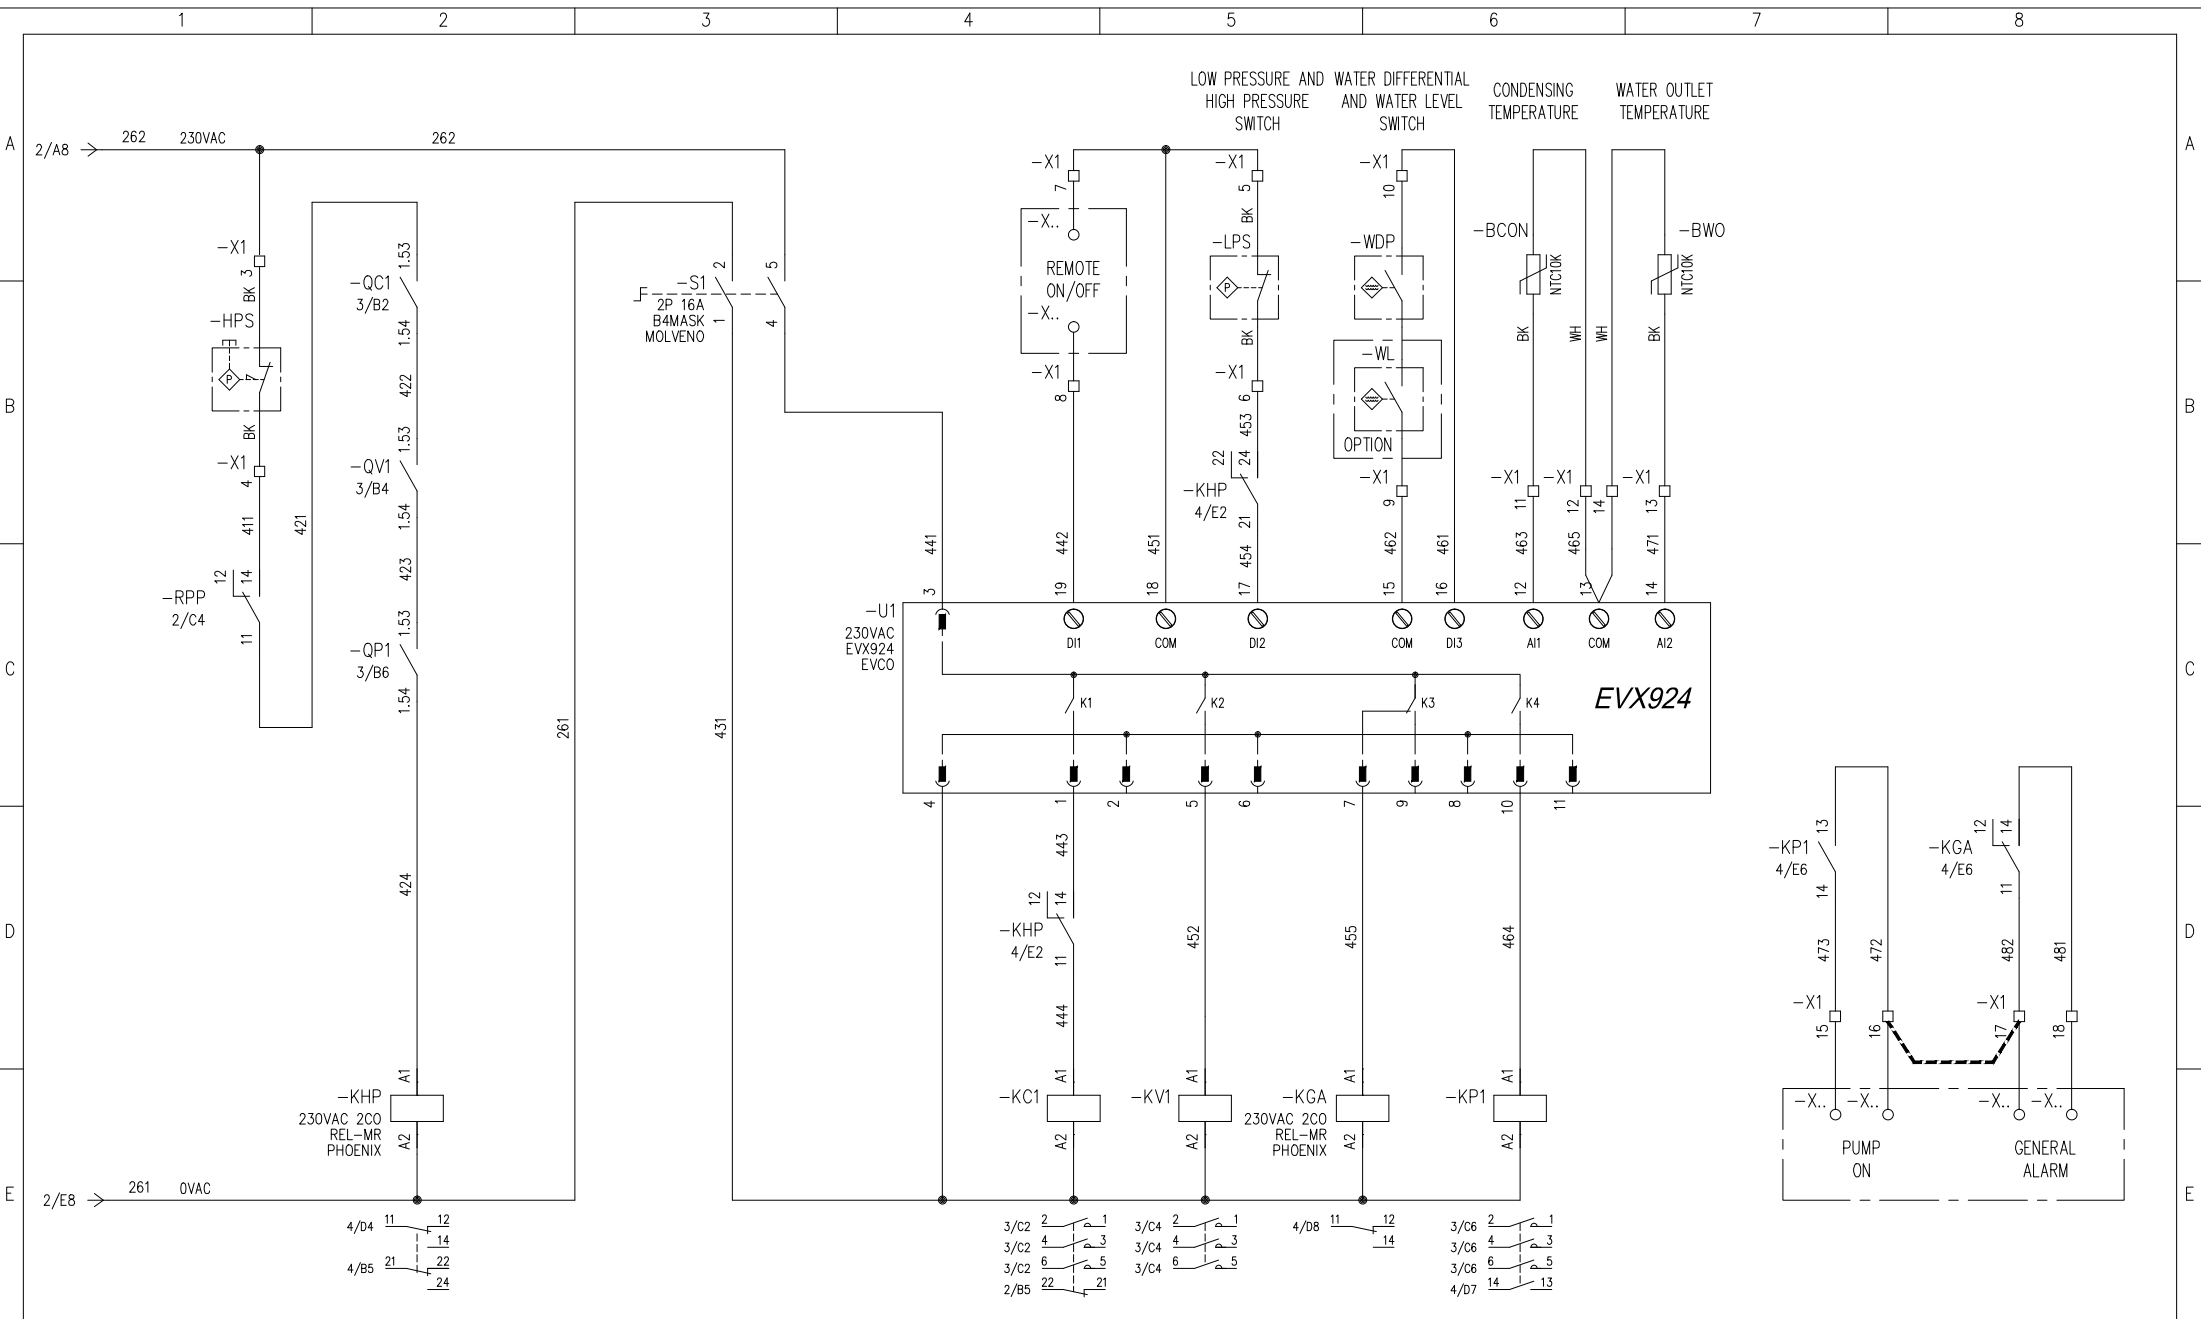 1 2 3 4 5 6 7 8
LOW PRESSURE AND
HIGH PRESSURE
SWITCH
WATER DIFFERENTIAL
AND WATER LEVEL
SWITCH
CONDENSING
TEMPERATURE
WATER OUTLET
TEMPERATURE
A
2/A8
262
230VAC
262
A
-X1
3
BK
-HPS
P
BK
-X1
4
411
12
14
-RPP
2/C4
11
421
1.53
-QC1
3/B2
1.54
422
1.53
-QV1
3/B4
1.54
423
1.53
-QP1
3/B6
1.54
424
261
2
5
-S1
2P 16A
B4MASK
MOLVENO
1
4
431
441
-X1
7
-X..
REMOTE
ON/OFF
-X..
-X1
8
442
451
-X1
5
BK
-LPS
P
BK
-X1
6
453
22
24
-KHP
4/E2
21
454
-X1
10
-WDP
-WL
OPTION
-X1
9
462
461
-BCON
NTC10K
BK
WH
WH
-BWO
NTC10K
BK
-X1
11
-X1
12
14
-X1
13
463
465
471
B
B
3
19
18
17
15
16
12
13
14
-U1
230VAC
EVX924
EVCO
DI1
COM
DI2
COM
DI3
AI1
COM
AI2
C
C
K1
K2
K3
K4
EVX924
4
1
2
5
6
7
9
8
10
11
443
12
14
-KHP
4/E2
11
444
452
455
464
D
D
13
-KP1
4/E6
14
473
472
12
14
-KGA
4/E6
11
482
481
-X1
15
16
-X1
17
18
-X..
-X..
-X..
-X..
PUMP
ON
GENERAL
ALARM
A1
-KHP
230VAC 2CO
REL-MR
PHOENIX
A2
A1
-KC1
A2
A1
-KV1
A2
A1
-KGA
230VAC 2CO
REL-MR
PHOENIX
A2
A1
-KP1
A2
E
2/E8
261
0VAC
E
4/D4 11 12
14
4/B5 21 22
24
3/C2 2 1
3/C2 4 3
3/C2 6 5
2/B5 22 21
3/C4 2 1
3/C4 4 3
3/C4 6 5
4/D8 11 12
14
3/C6 2 1
3/C6 4 3
3/C6 6 5
4/D7 14 13